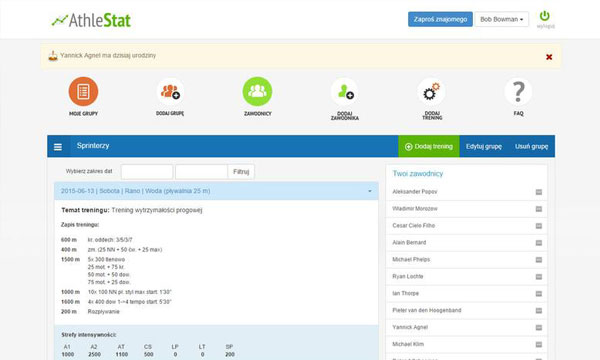 AthleStat
Zaproś znajomego
Bob Bowman
wyloguj
Yannick Agnel ma dzisiaj urodziny
MOJE GRUPY
DODAJ GRUPĘ
ZAWODNICY
DODAJ
ZAWODNIKA
DODAJ
TRENING
FAQ
Sprinterzy
Dodaj trening
Edytuj grupę
Usuń grupę
Wybierz zakres dat
Filtruj
2015-06-13 | Sobota | Rano | Woda (pływalnia 25 m)
Temat treningu: Trening wytrzymałości progowej
Zapis treningu:
600 m kr. oddech. 3/5/3/7
400 m zm. (25 NN + 50 ćw. + 25 max)
1500 m 5x 300 tlenowo
25 mot. + 75 kr.
50 mot. + 50 dow.
75 mot. + 25 dow.
1000 m 10x 100 NN pl. styl max start. 1'30"
1600 m 4x 400 dow 1->4 tempo start. 5'30"
200 m Rozpływanie
Strefy intensywności:
A1 A2 AT CS LP LT SP
1000 2500 1100 500 0 0 200
Twoi zawodnicy
Aleksander Popov
Wladimir Morozow
Cesar Cielo Filho
Alain Bernard
Michael Phelps
Ryan Lochte
Ian Thorpe
Pieter van den Hoogenband
Yannick Agnel
Michael Klim